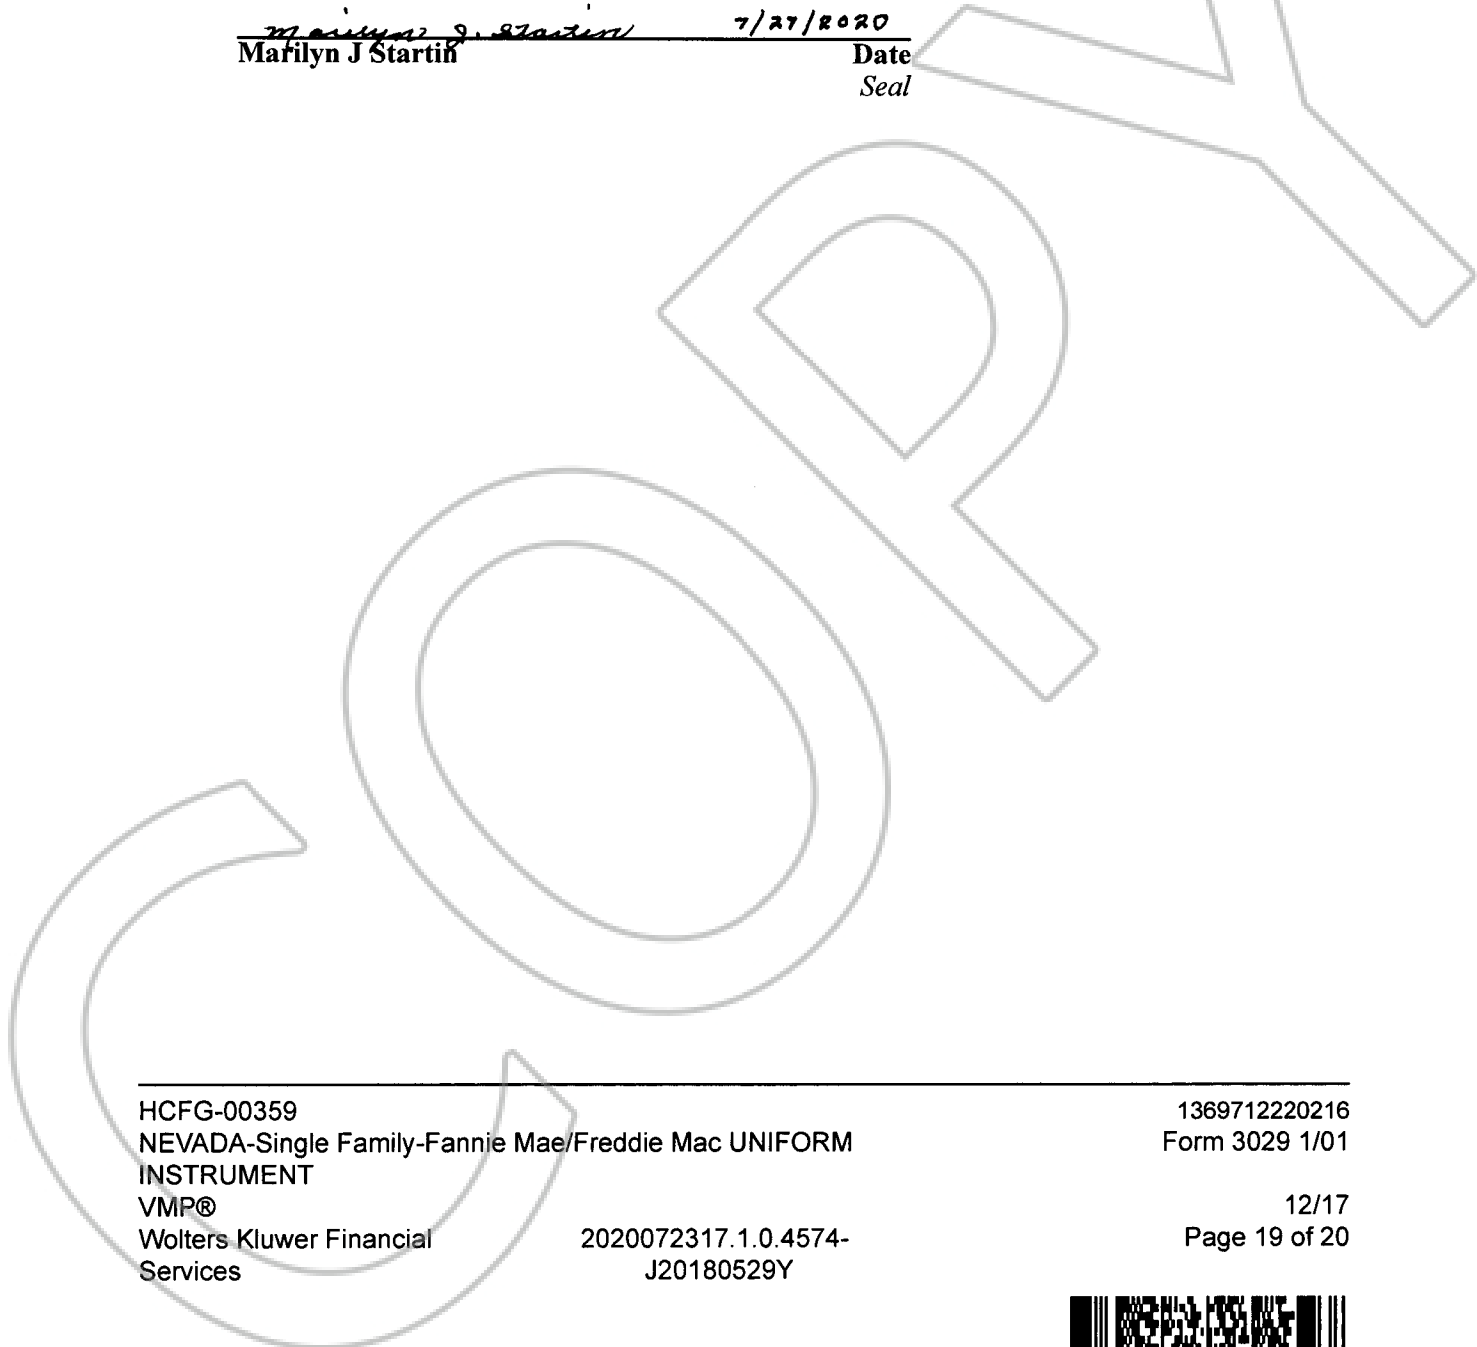 Marilyn J. Startin 7/27/2020
Marilyn J Startin Date
Seal
COPY
HCFG-00359 1369712220216
NEVADA-Single Family-Fannie Mae/Freddie Mac UNIFORM Form 3029 1/01
INSTRUMENT
VMP® 12/17
Wolters Kluwer Financial 2020072317.1.0.4574- Page 19 of 20
Services J20180529Y